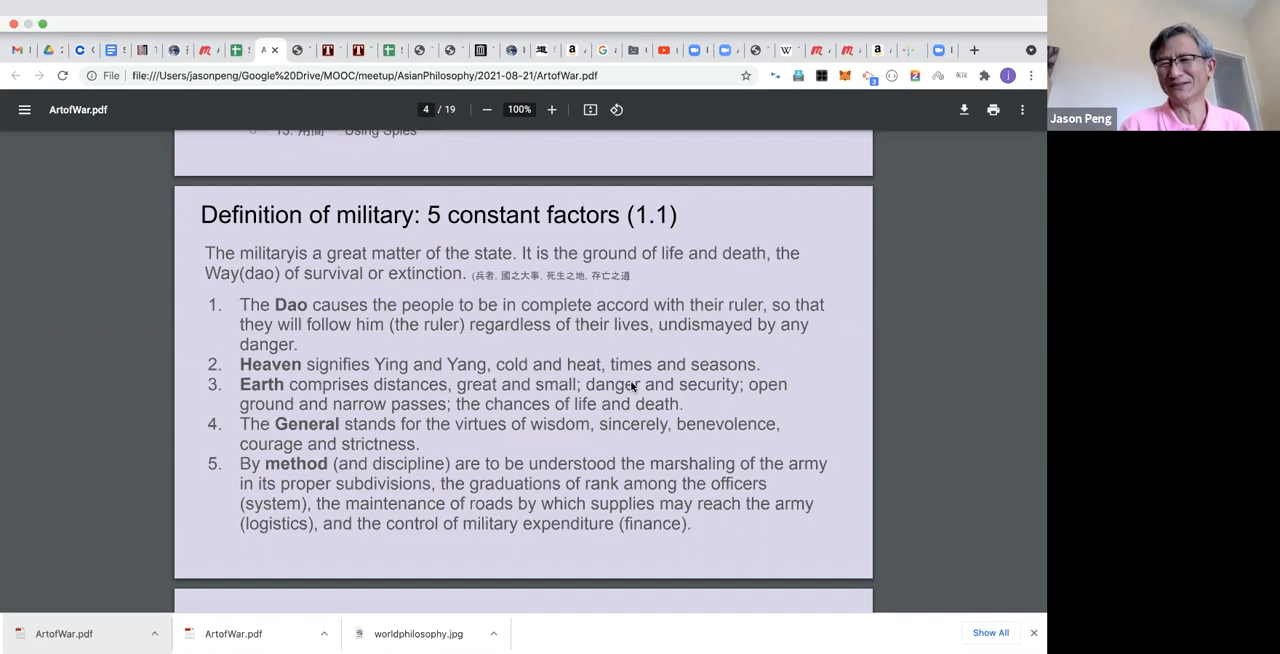 File
file:///Users/jasonpeng/Google%20Drive/MOOC/meetup/AsianPhilosophy/2021-08-21/ArtofWar.pdf
ArtofWar.pdf
4 / 19
100%
Jason Peng
13. 用間 Using Spies
Definition of military: 5 constant factors (1.1)
The militaryis a great matter of the state. It is the ground of life and death, the
Way(dao) of survival or extinction. (兵者, 國之大事, 死生之地, 存亡之道
1. The Dao causes the people to be in complete accord with their ruler, so that
they will follow him (the ruler) regardless of their lives, undismayed by any
danger.
2. Heaven signifies Ying and Yang, cold and heat, times and seasons.
3. Earth comprises distances, great and small; danger and security; open
ground and narrow passes; the chances of life and death.
4. The General stands for the virtues of wisdom, sincerely, benevolence,
courage and strictness.
5. By method (and discipline) are to be understood the marshaling of the army
in its proper subdivisions, the graduations of rank among the officers
(system), the maintenance of roads by which supplies may reach the army
(logistics), and the control of military expenditure (finance).
ArtofWar.pdf
ArtofWar.pdf
worldphilosophy.jpg
Show All